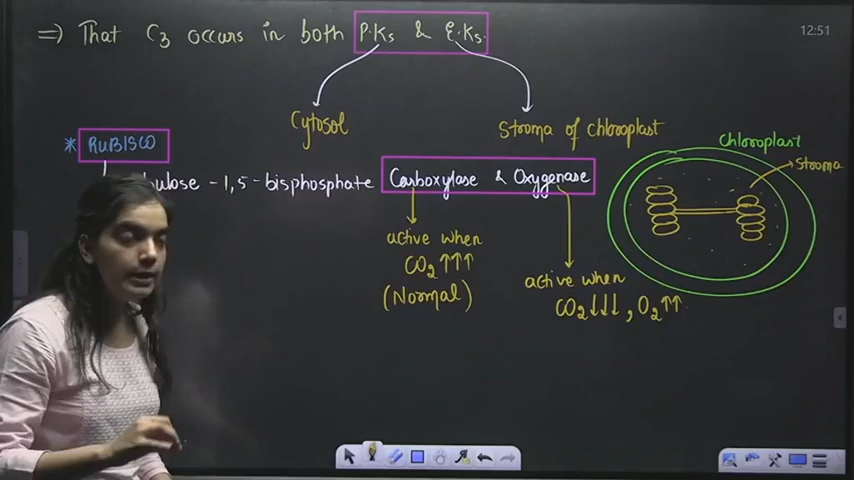 ⇒ That C3 occurs in both P.Ks & E.Ks.
12:51
Cytosol
Stroma of chloroplast
Chloroplast
Stroma
* RuBISCO
bulose - 1,5 - bisphosphate Carboxylase & Oxygenase
active when
CO2 ↑↑↑
(Normal)
active when
CO2 ↓↓↓, O2 ↑↑